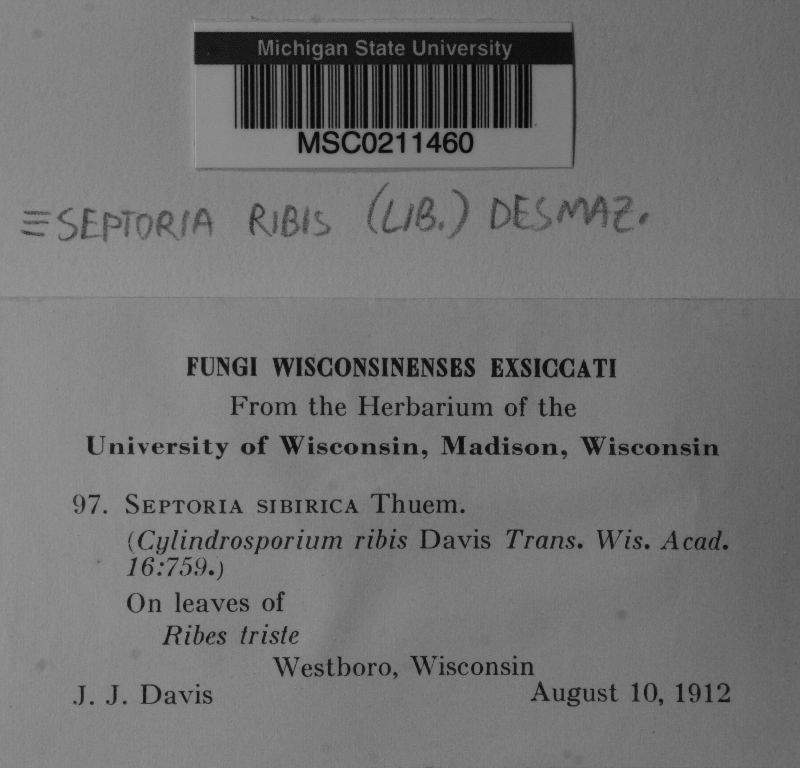 Michigan State University
MSC0211460
≡SEPTORIA RIBIS (LIB.) DESMAZ.
FUNGI WISCONSINENSES EXSICCATI
From the Herbarium of the
University of Wisconsin, Madison, Wisconsin
97. SEPTORIA SIBIRICA Thuem.
(Cylindrosporium ribis Davis Trans. Wis. Acad.
16:759.)
On leaves of
Ribes triste
Westboro, Wisconsin
J. J. Davis August 10, 1912